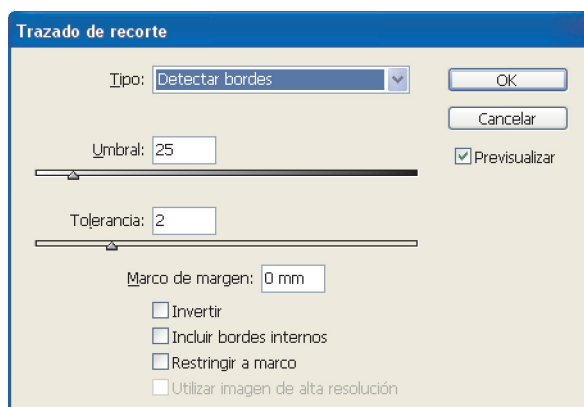 Trazado de recorte
Tipo: Detectar bordes
OK
Cancelar
Umbral: 25
Previsualizar
Tolerancia: 2
Marco de margen: 0 mm
Invertir
Incluir bordes internos
Restringir a marco
Utilizar imagen de alta resolución